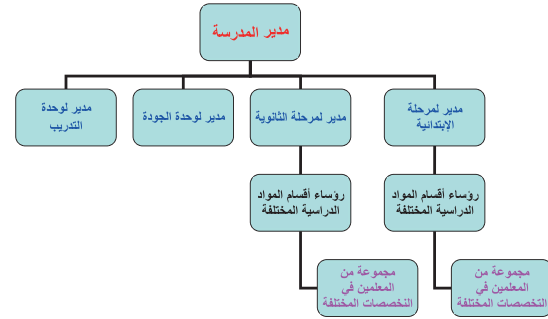 مدير المدرسة
مدير لمرحلة
الإبتدائية
مدير لمرحلة الثانوية
مدير لوحدة الجودة
مدير لوحدة
التدريب
رؤساء أقسام المواد
الدراسية المختلفة
رؤساء أقسام المواد
الدراسية المختلفة
مجموعة من
المعلمين في
التخصصات المختلفة
مجموعة من
المعلمين في
التخصصات المختلفة